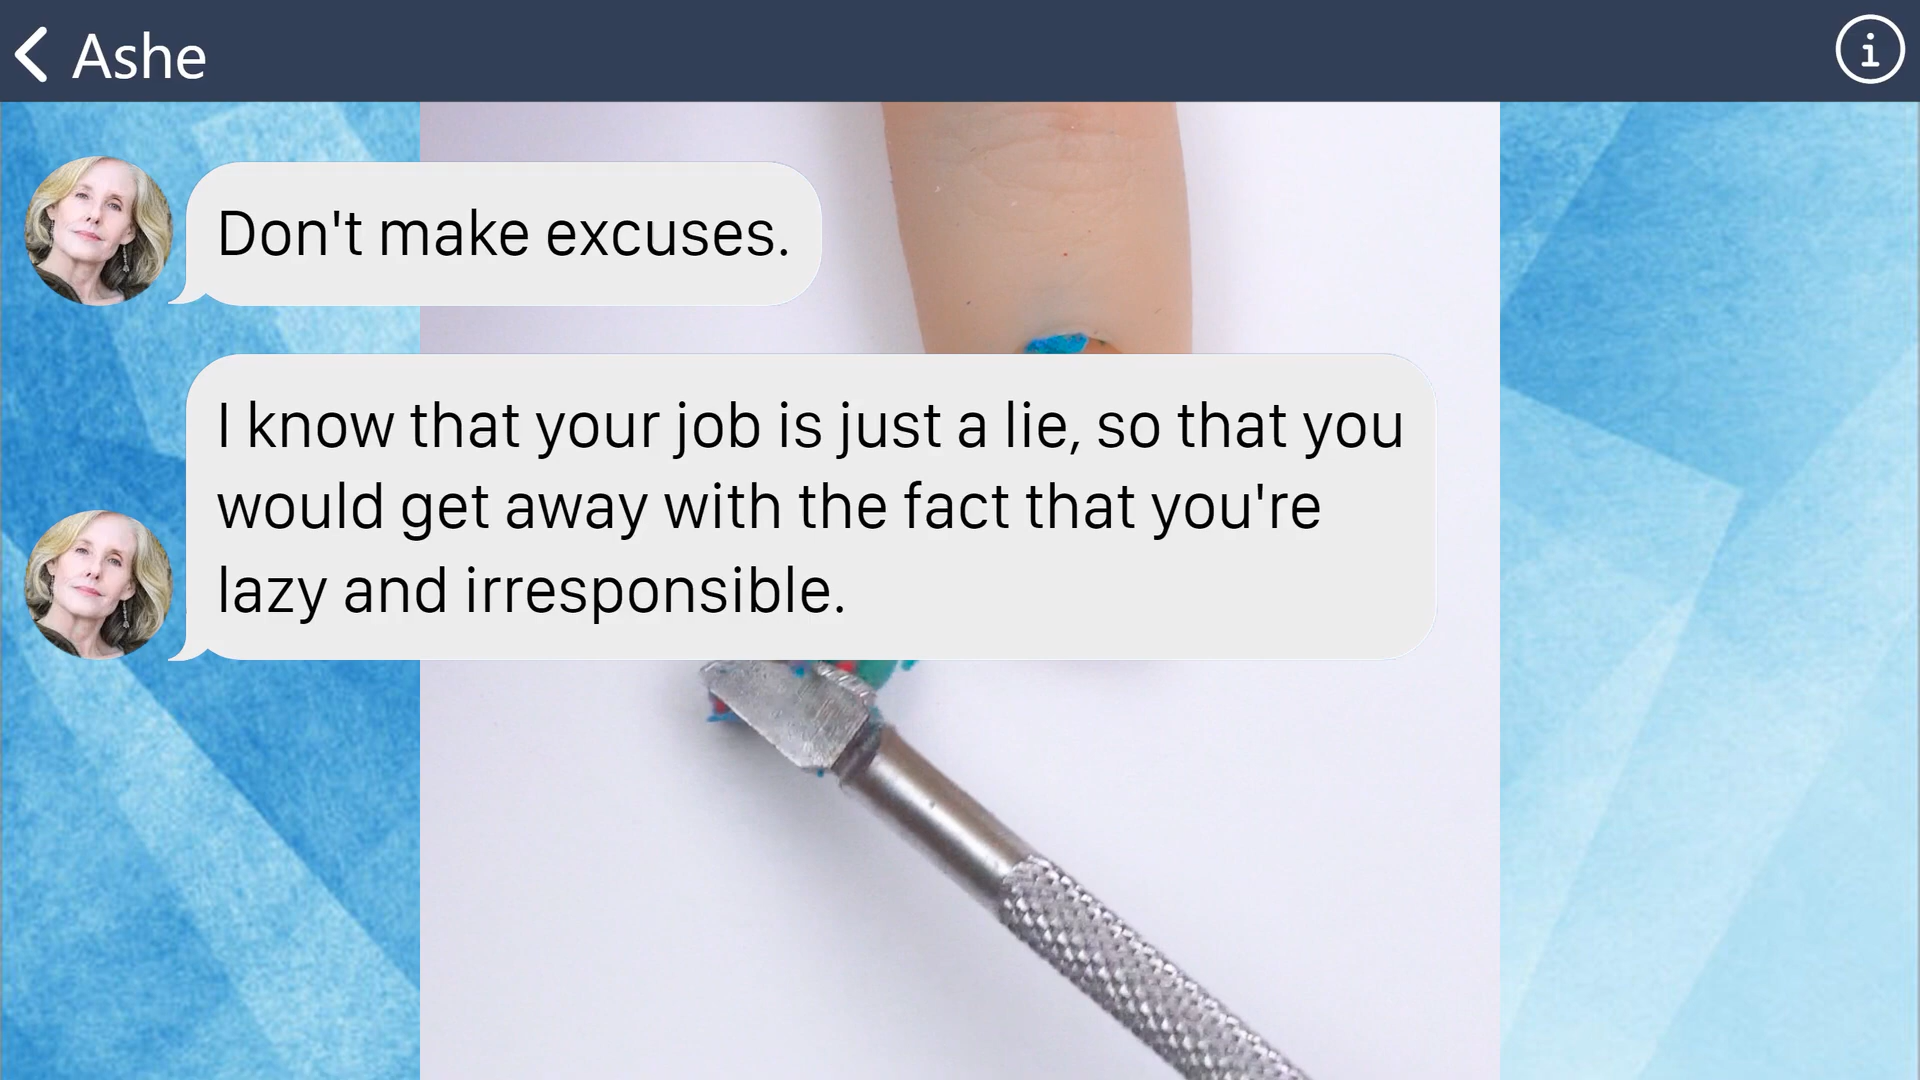 Ashe
Don't make excuses.
I know that your job is just a lie, so that you
would get away with the fact that you're
lazy and irresponsible.